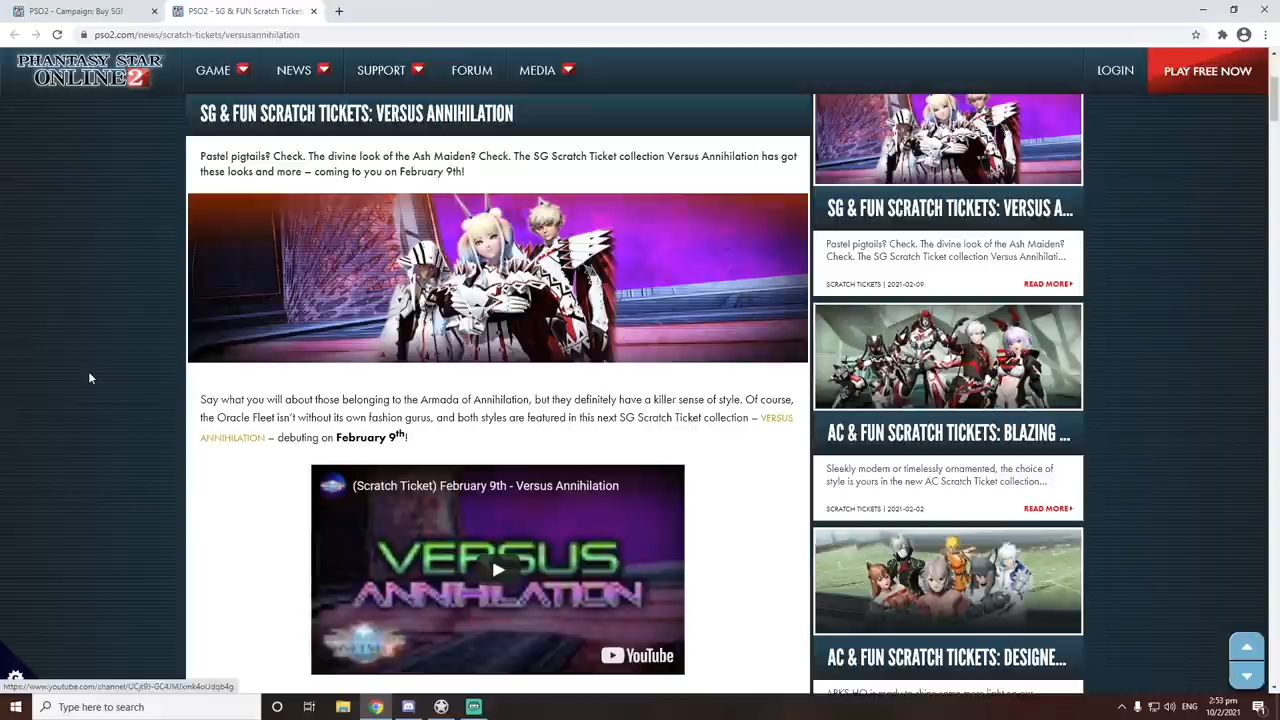 PSO2 - Campaign: Buy SG!
PSO2 - SG & FUN Scratch Ticket
pso2.com/news/scratch-tickets/versusannihilation
PHANTASY STAR
ONLINE 2
GAME
NEWS
SUPPORT
FORUM
MEDIA
LOGIN
PLAY FREE NOW
SG & FUN SCRATCH TICKETS: VERSUS ANNIHILATION
Pastel pigtails? Check. The divine look of the Ash Maiden? Check. The SG Scratch Ticket collection Versus Annihilation has got
these looks and more – coming to you on February 9th!
Say what you will about those belonging to the Armada of Annihilation, but they definitely have a killer sense of style. Of course,
the Oracle Fleet isn't without its own fashion gurus, and both styles are featured in this next SG Scratch Ticket collection – VERSUS
ANNIHILATION – debuting on February 9th!
(Scratch Ticket) February 9th - Versus Annihilation
VERSUS
ANNIHILATION
YouTube
SG & FUN SCRATCH TICKETS: VERSUS A...
Pastel pigtails? Check. The divine look of the Ash Maiden?
Check. The SG Scratch Ticket collection Versus Annihilati...
SCRATCH TICKETS | 2021-02-09
READ MORE
AC & FUN SCRATCH TICKETS: BLAZING ...
Sleekly modern or timelessly ornamented, the choice of
style is yours in the new AC Scratch Ticket collection...
SCRATCH TICKETS | 2021-02-02
READ MORE
AC & FUN SCRATCH TICKETS: DESIGNE...
Type here to search
ENG
2:53 pm
10/2/2021